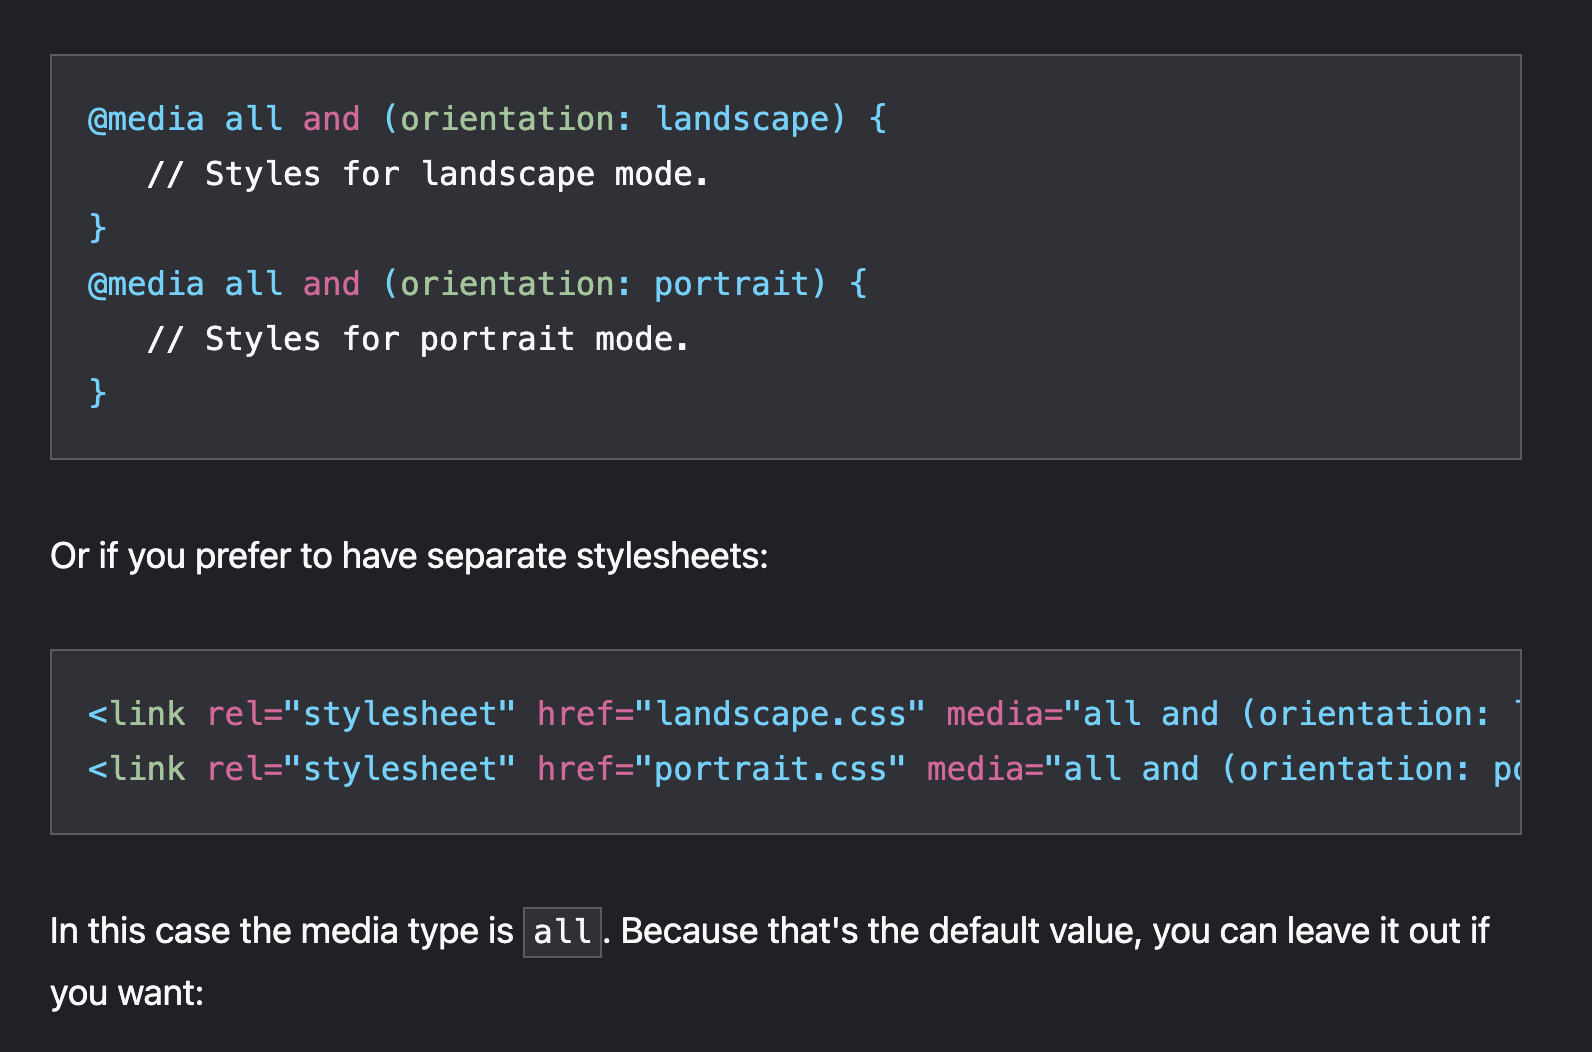 @media all and (orientation: landscape) {
   // Styles for landscape mode.
}
@media all and (orientation: portrait) {
   // Styles for portrait mode.
}
Or if you prefer to have separate stylesheets:
<link rel="stylesheet" href="landscape.css" media="all and (orientation:
<link rel="stylesheet" href="portrait.css" media="all and (orientation:
In this case the media type is all. Because that's the default value, you can leave it out if
you want: